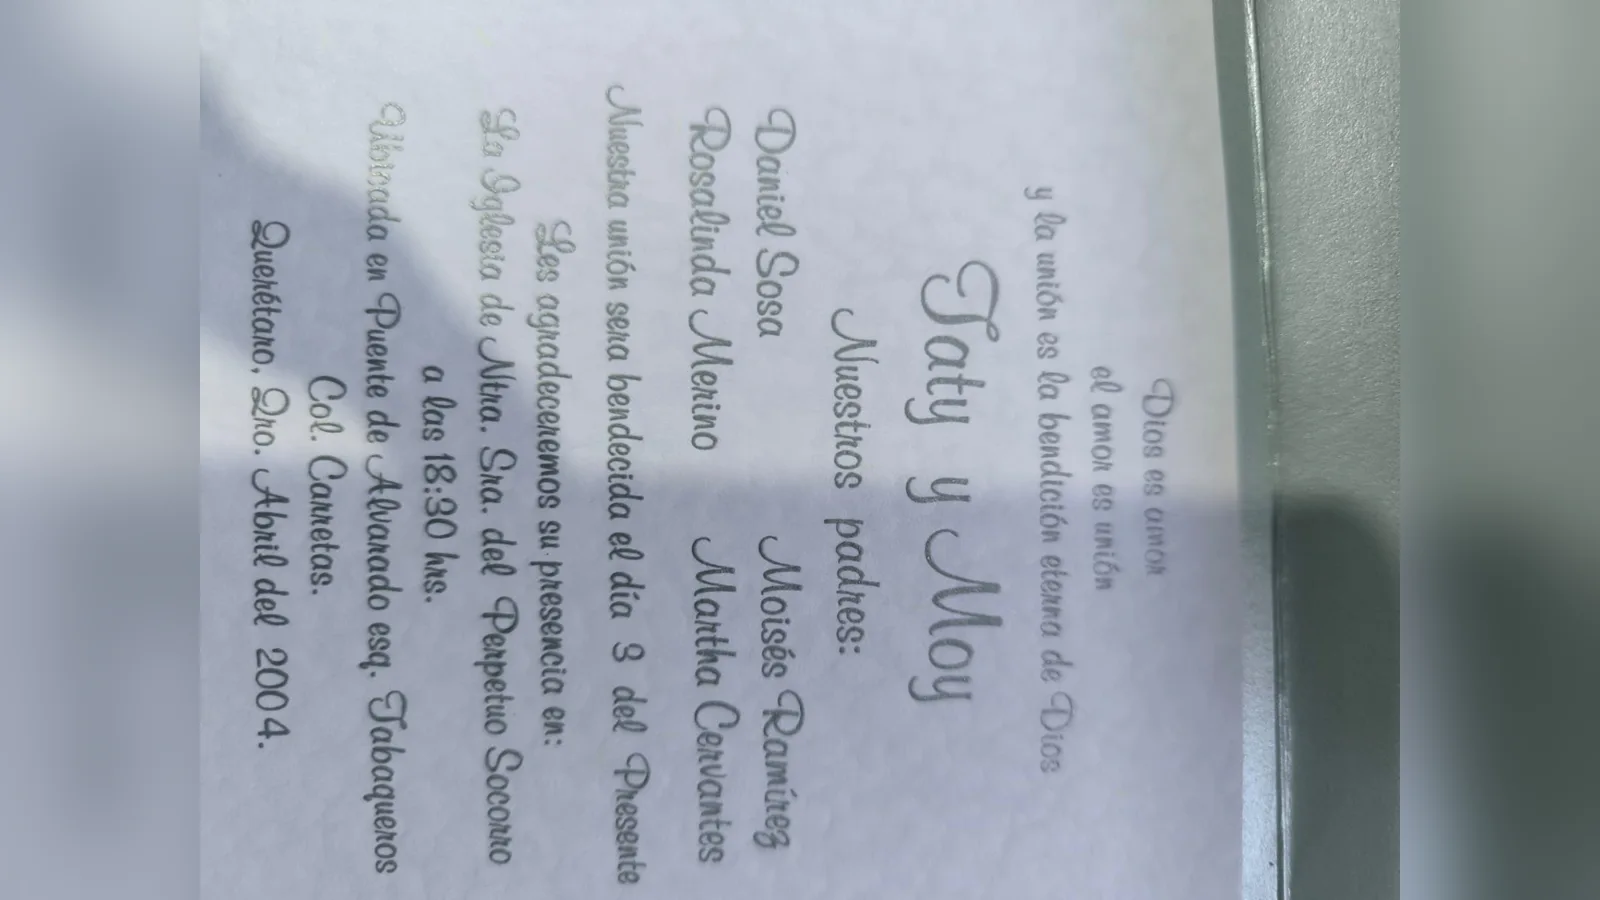 Dios es amor
el amor es unión
y la unión es la bendición eterna de Dios
Taty y Moy
Nuestros padres:
Daniel Sosa Moisés Ramírez
Rosalinda Merino Martha Cervantes
Nuestra unión sera bendecida el día 3 del Presente
Les agradeceremos su presencia en:
La Iglesia de Ntra. Sra. del Perpetuo Socorro
a las 18:30 hrs.
Ubicada en Puente de Alvarado esq. Tabaqueros
Col. Carretas.
Querétaro, Qro. Abril del 2004.